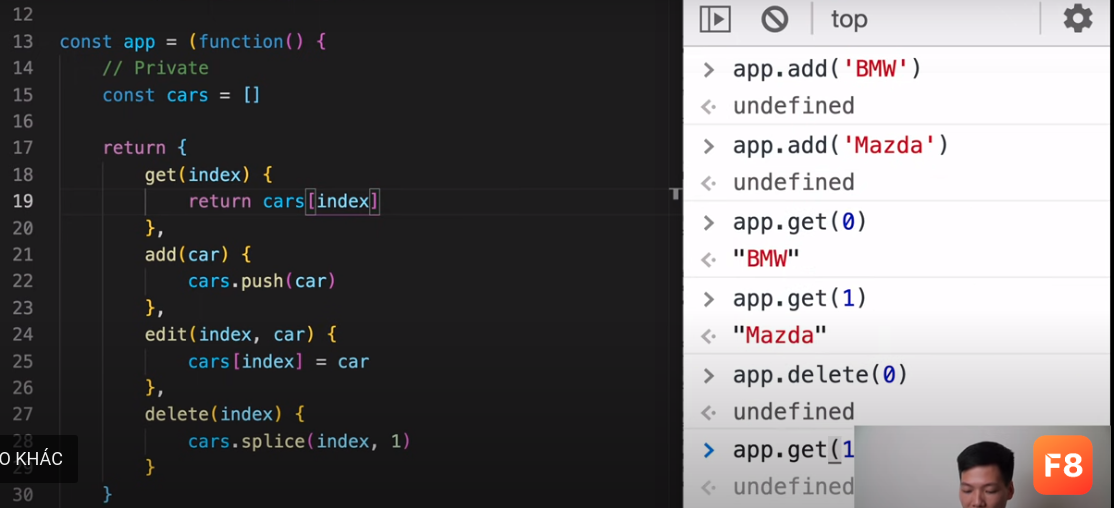 12
13 const app = (function() {
14 // Private
15 const cars = []
16
17 return {
18 get(index) {
19 return cars[index]
20 },
21 add(car) {
22 cars.push(car)
23 },
24 edit(index, car) {
25 cars[index] = car
26 },
27 delete(index) {
28 cars.splice(index, 1)
29 }
30 }
O KHÁC
top
> app.add('BMW')
undefined
> app.add('Mazda')
undefined
> app.get(0)
"BMW"
> app.get(1)
"Mazda"
> app.delete(0)
undefined
> app.get(1
undefined
F8